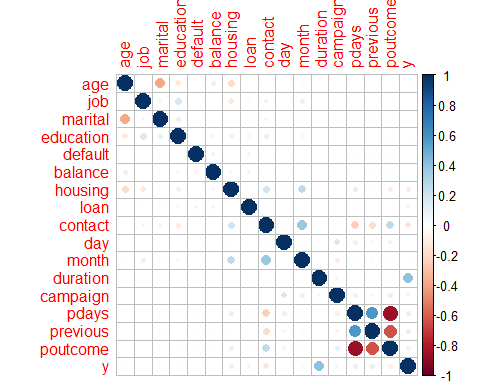 age
job
marital
education
default
balance
housing
loan
contact
day
month
duration
campaign
pdays
previous
poutcome
y
age
job
marital
education
default
balance
housing
loan
contact
day
month
duration
campaign
pdays
previous
poutcome
y
1
0.8
0.6
0.4
0.2
0
-0.2
-0.4
-0.6
-0.8
-1